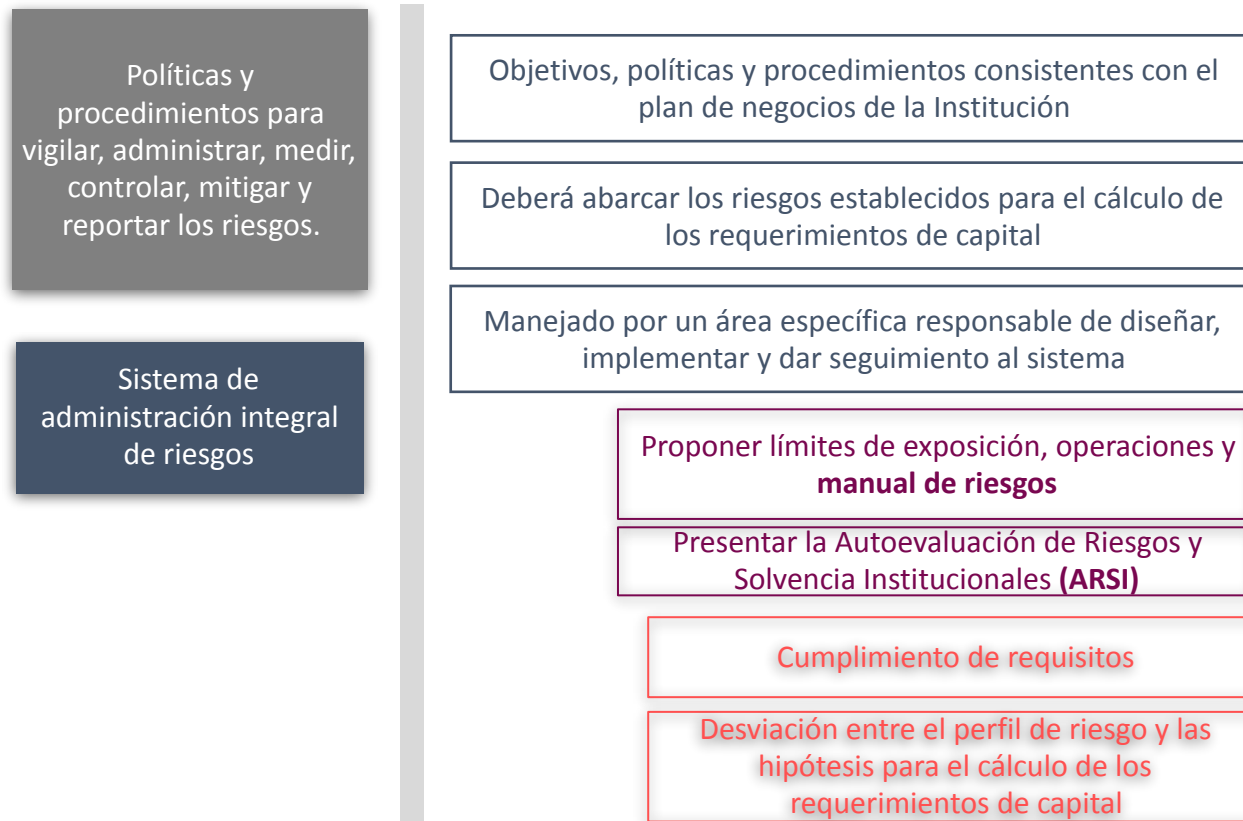 Políticas y
procedimientos para
vigilar, administrar, medir,
controlar, mitigar y
reportar los riesgos.
Sistema de
administración integral
de riesgos
Objetivos, políticas y procedimientos consistentes con el
plan de negocios de la Institución
Deberá abarcar los riesgos establecidos para el cálculo de
los requerimientos de capital
Manejado por un área específica responsable de diseñar,
implementar y dar seguimiento al sistema
Proponer límites de exposición, operaciones y
manual de riesgos
Presentar la Autoevaluación de Riesgos y
Solvencia Institucionales (ARSI)
Cumplimiento de requisitos
Desviación entre el perfil de riesgo y las
hipótesis para el cálculo de los
requerimientos de capital